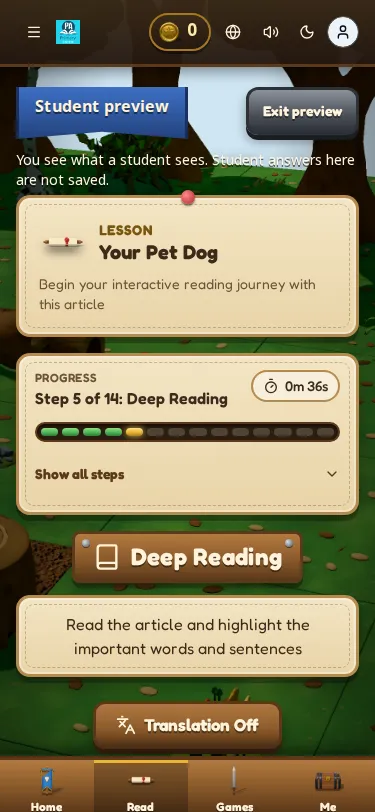 0
Student preview
Exit preview
You see what a student sees. Student answers here
are not saved.
LESSON
Your Pet Dog
Begin your interactive reading journey with
this article
PROGRESS
Step 5 of 14: Deep Reading
0m 36s
Show all steps
Deep Reading
Read the article and highlight the
important words and sentences
Translation Off
Home
Read
Games
Me